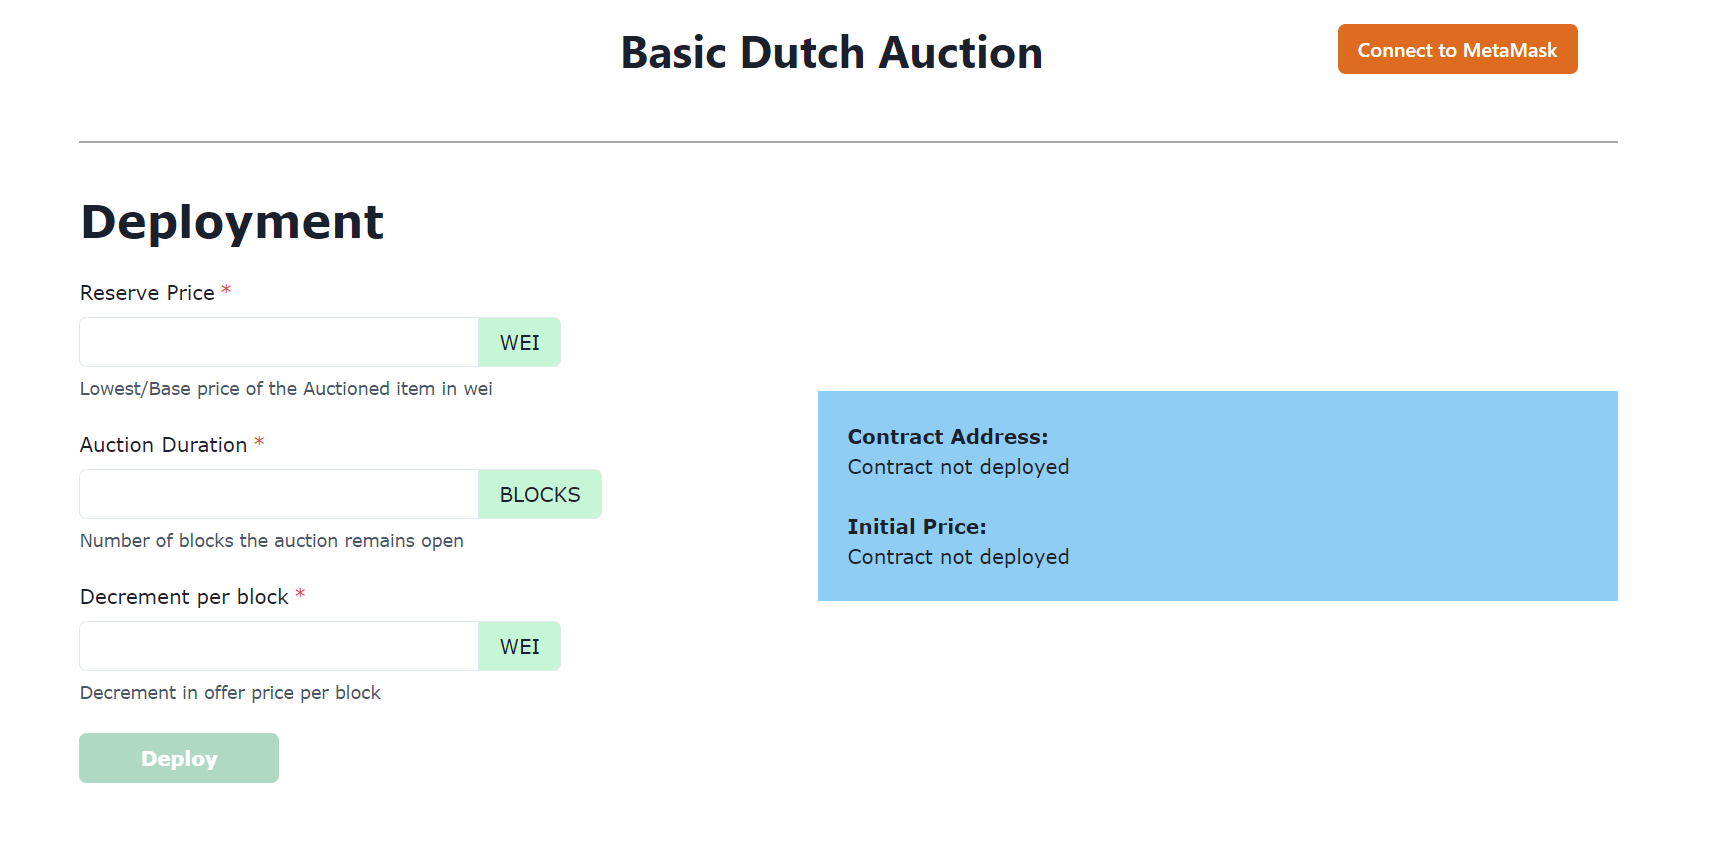 Basic Dutch Auction
Connect to MetaMask
Deployment
Reserve Price *
WEI
Lowest/Base price of the Auctioned item in wei
Auction Duration *
BLOCKS
Number of blocks the auction remains open
Decrement per block *
WEI
Decrement in offer price per block
Deploy
Contract Address:
Contract not deployed
Initial Price:
Contract not deployed